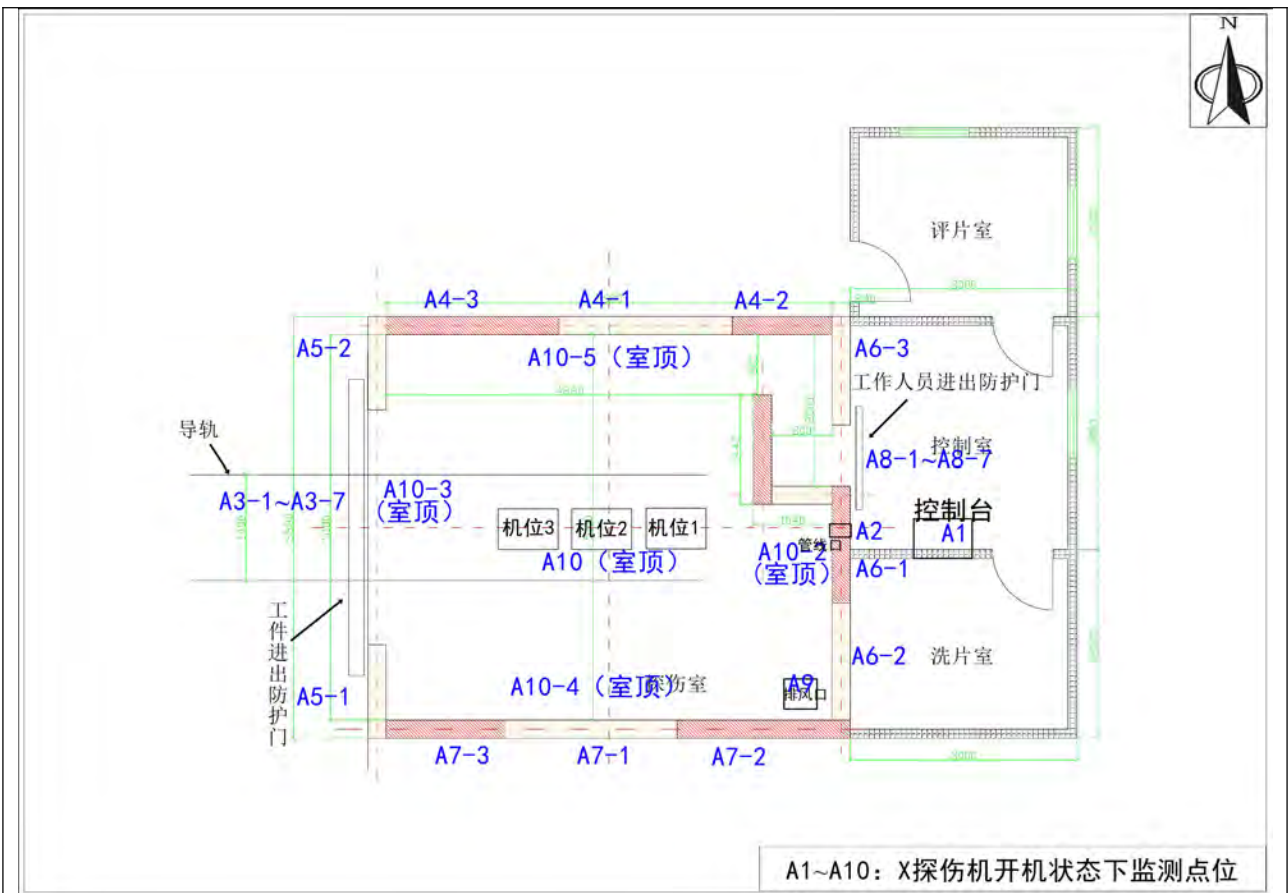 N
评片室
A4-3
A4-1
A4-2
A5-2
A10-5（室顶）
A6-3
工作人员进出防护门
导轨
控制室
A8-1~A8-7
A3-1~A3-7
A10-3
（室顶）
控制台
机位3
机位2
机位1
A2
A1
管线口
A10（室顶）
A10-2
（室顶）
A6-1
工件进出防护门
A6-2
洗片室
A10-4（室顶）
探伤室
A9
排风口
A5-1
A7-3
A7-1
A7-2
A1~A10：X探伤机开机状态下监测点位